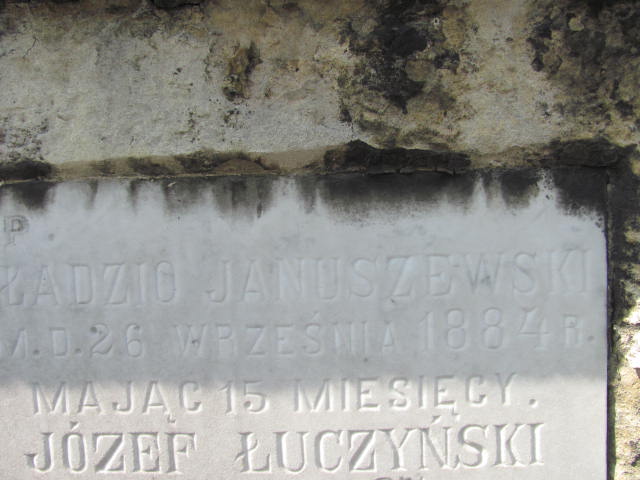 P
ŁADZIO JANUSZEWSKI
M.D. 26 WRZEŚNIA 1884 R.
MAJĄC 15 MIESIĘCY.
JÓZEF ŁUCZYŃSKI